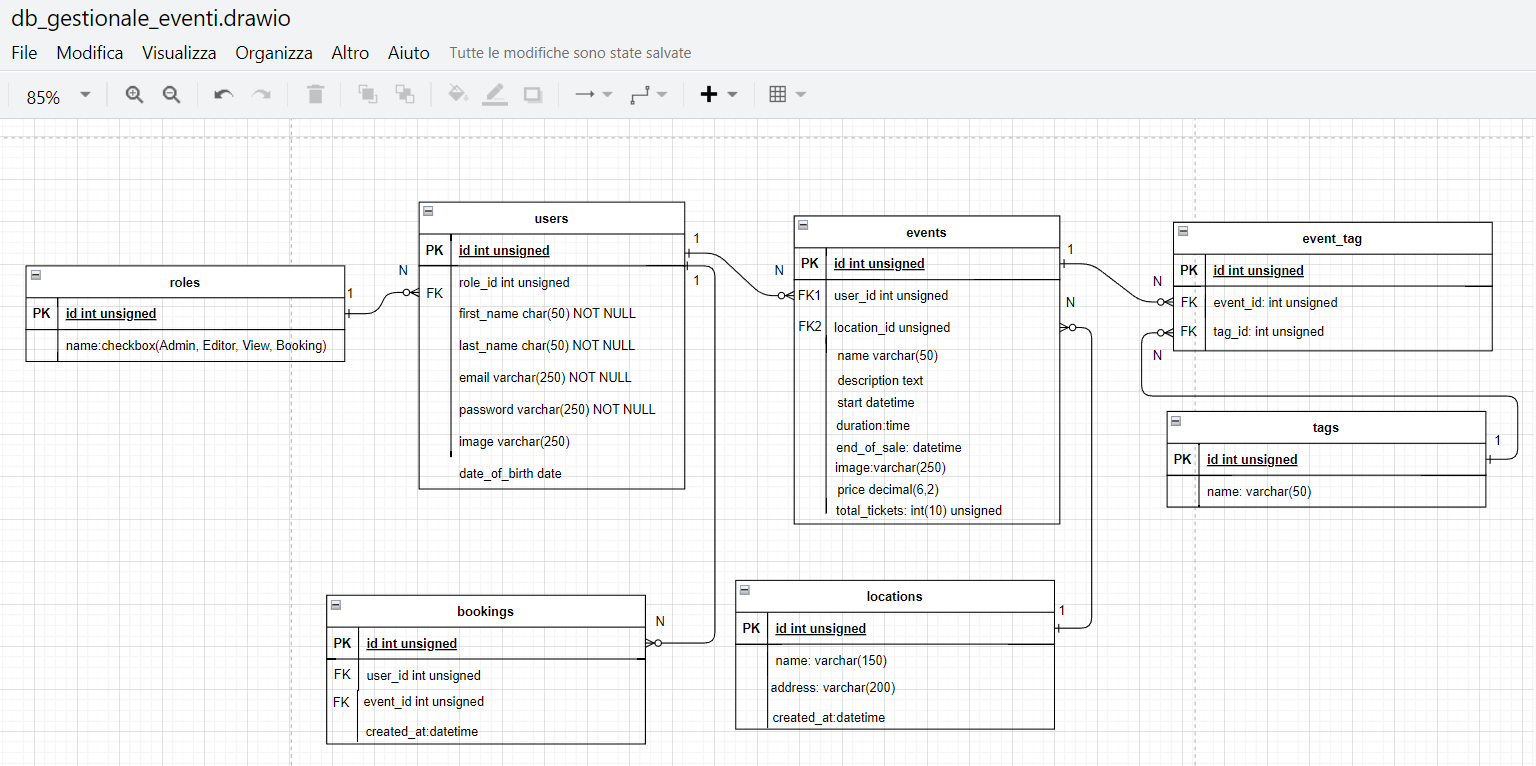 db_gestionale_eventi.drawio
File Modifica Visualizza Organizza Altro Aiuto Tutte le modifiche sono state salvate
85%
roles
PK id int unsigned
name:checkbox(Admin, Editor, View, Booking)
1
N
users
PK id int unsigned
role_id int unsigned
FK
first_name char(50) NOT NULL
last_name char(50) NOT NULL
email varchar(250) NOT NULL
password varchar(250) NOT NULL
image varchar(250)
date_of_birth date
1
1
N
events
PK id int unsigned
FK1 user_id int unsigned
FK2 location_id unsigned
name varchar(50)
description text
start datetime
duration:time
end_of_sale: datetime
image:varchar(250)
price decimal(6,2)
total_tickets: int(10) unsigned
1
N
N
event_tag
PK id int unsigned
FK event_id: int unsigned
FK tag_id: int unsigned
N
tags
PK id int unsigned
name: varchar(50)
1
bookings
PK id int unsigned
FK user_id int unsigned
FK event_id int unsigned
created_at:datetime
N
locations
PK id int unsigned
name: varchar(150)
address: varchar(200)
created_at:datetime
1